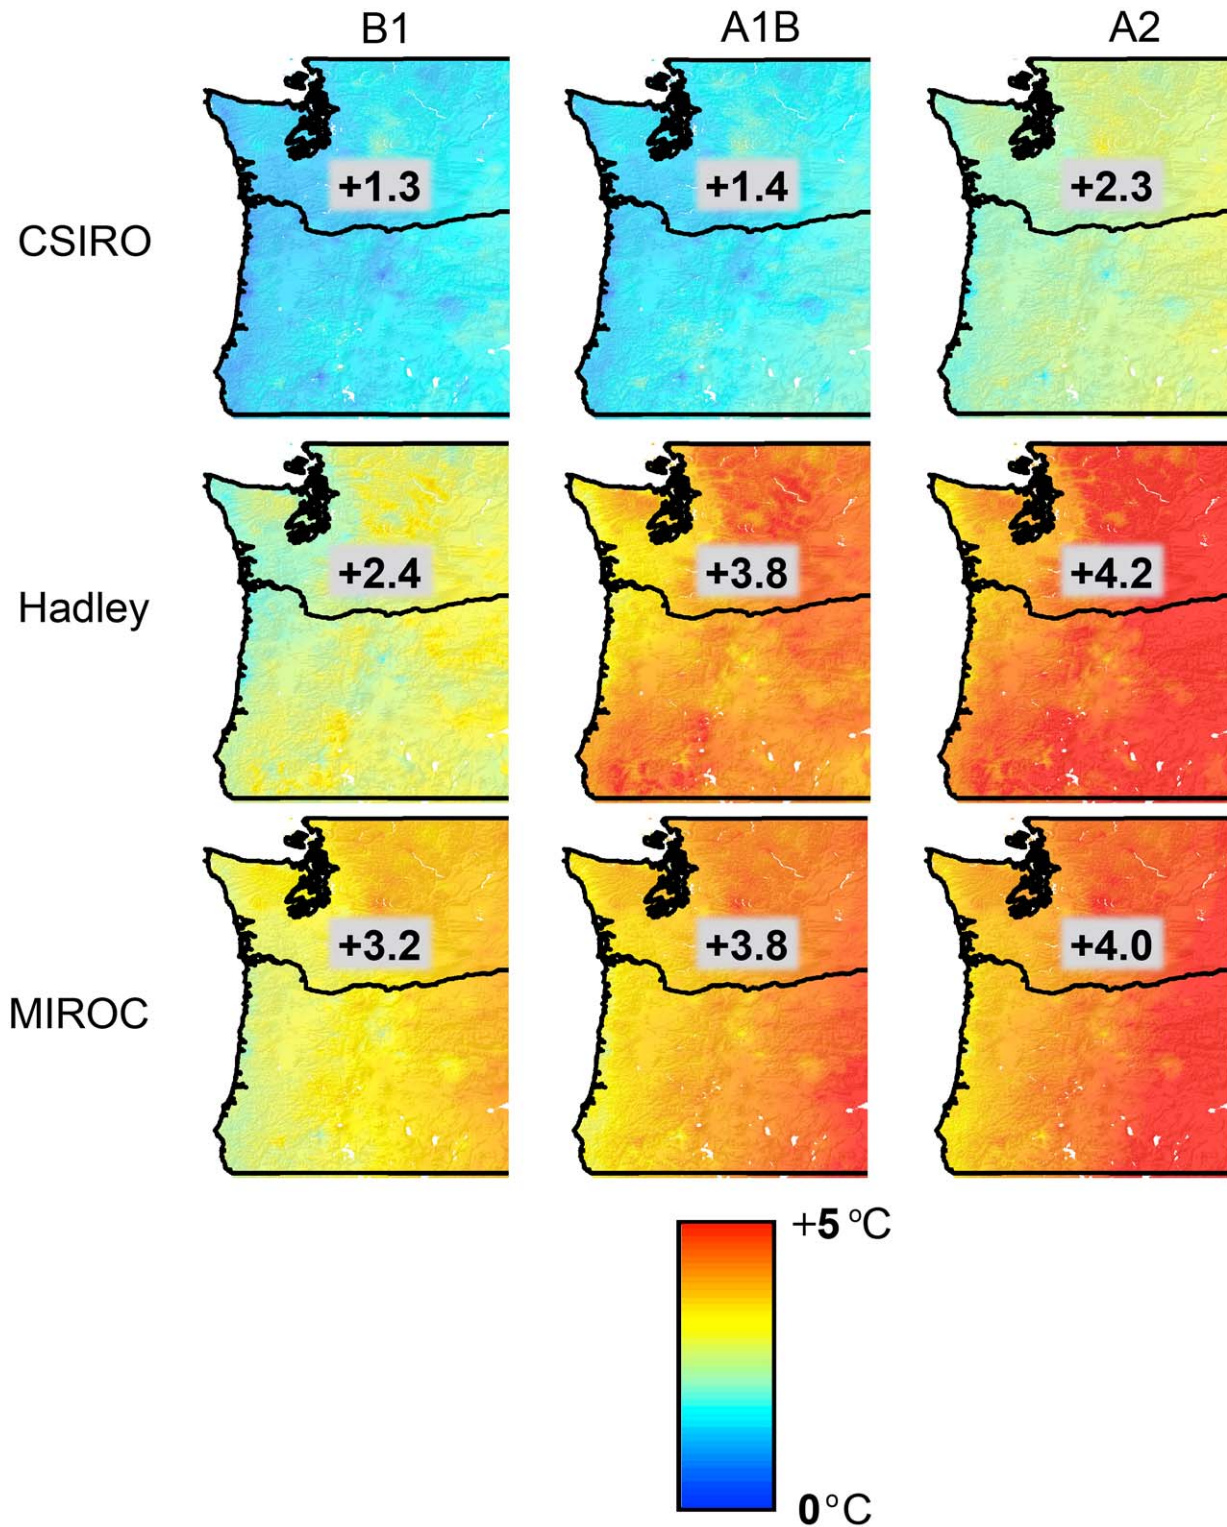 B1 A1B A2
CSIRO +1.3 +1.4 +2.3
Hadley +2.4 +3.8 +4.2
MIROC +3.2 +3.8 +4.0
+5 °C
0 °C